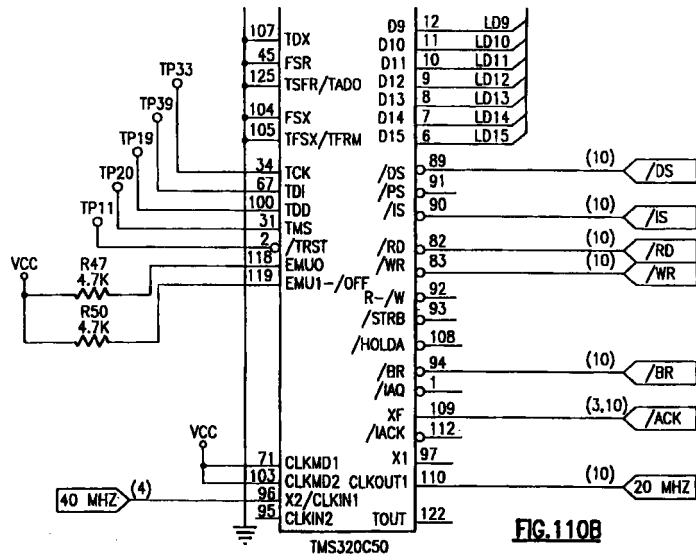 107 TDX
45 FSR
125 TSFR/TADO
104 FSX
105 TFSX/TFRM
TP33
TP39
TP19
TP20
TP11
34 TCK
67 TDI
100 TDD
31 TMS
2 /TRST
118 EMU0
119 EMU1-/OFF
VCC
R47
4.7K
R50
4.7K
VCC
71 CLKMD1
103 CLKMD2
40 MHZ (4) 96 X2/CLKIN1
95 CLKIN2
D9 12 LD9
D10 11 LD10
D11 10 LD11
D12 9 LD12
D13 8 LD13
D14 7 LD14
D15 6 LD15
/DS 89 (10) /DS
/PS 91
/IS 90 (10) /IS
/RD 82 (10) /RD
/WR 83 (10) /WR
R-/W 92
/STRB 93
/HOLDA 108
/BR 94 (10) /BR
/IAQ 1
XF 109 (3,10) /ACK
/IACK 112
X1 97
CLKOUT1 110 (10) 20 MHZ
TOUT 122
TMS320C50
FIG.110B